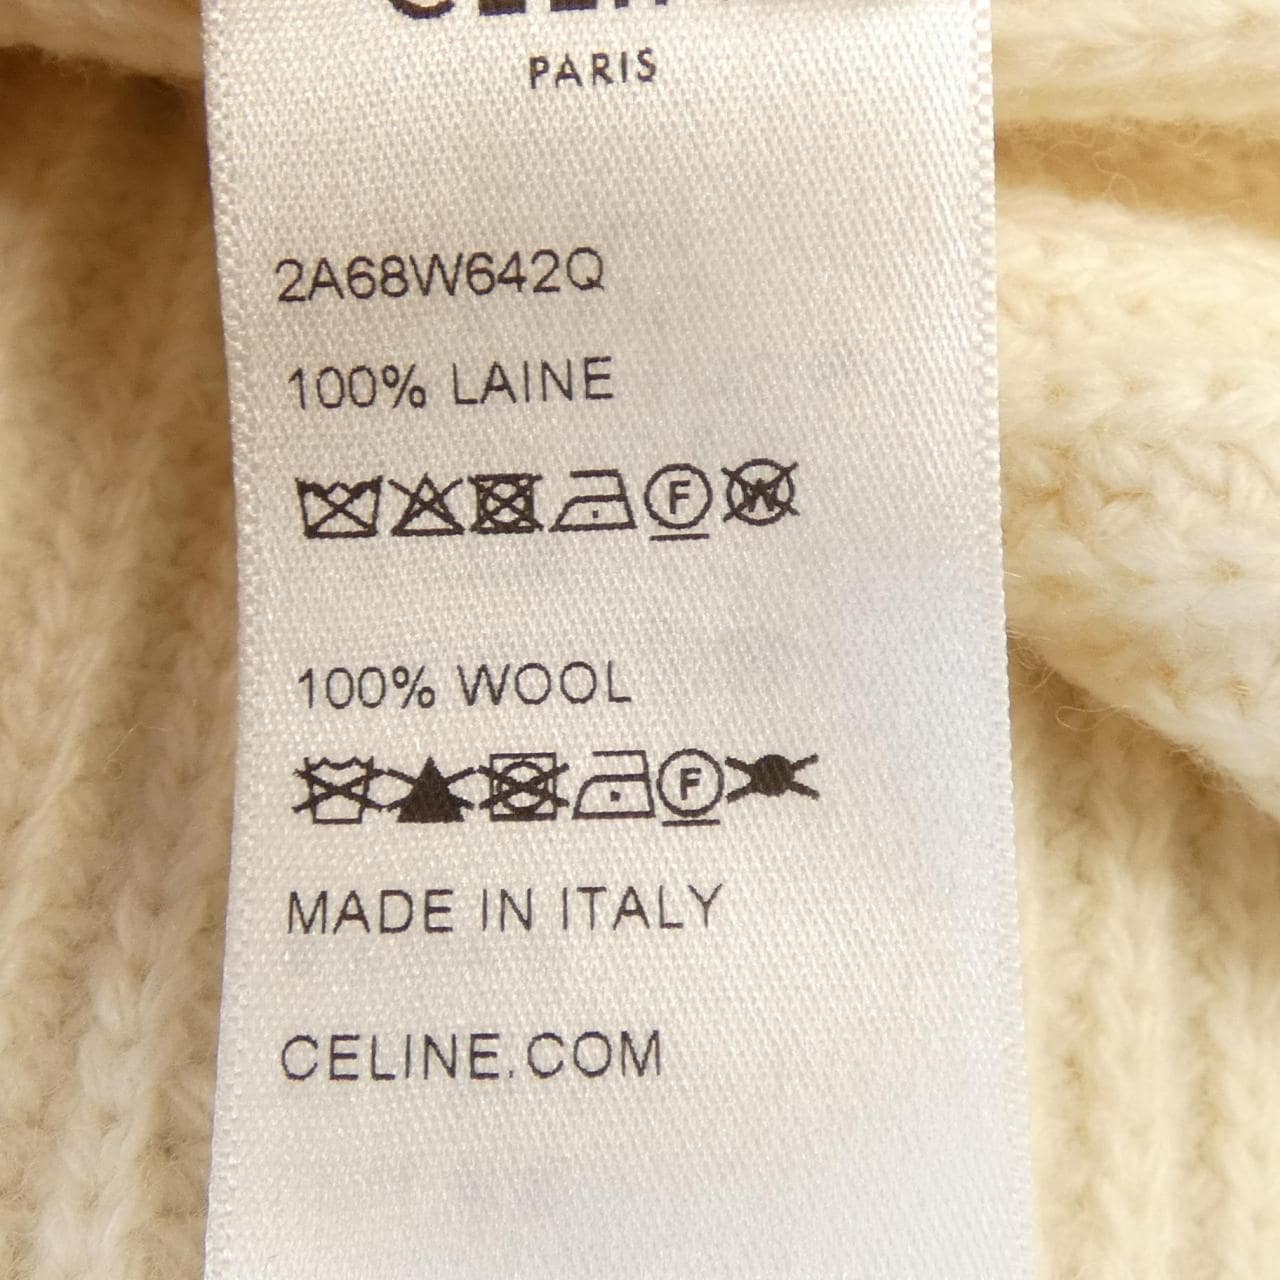 PARIS
2A68W642Q
100% LAINE
F W
100% WOOL
F
MADE IN ITALY
CELINE.COM